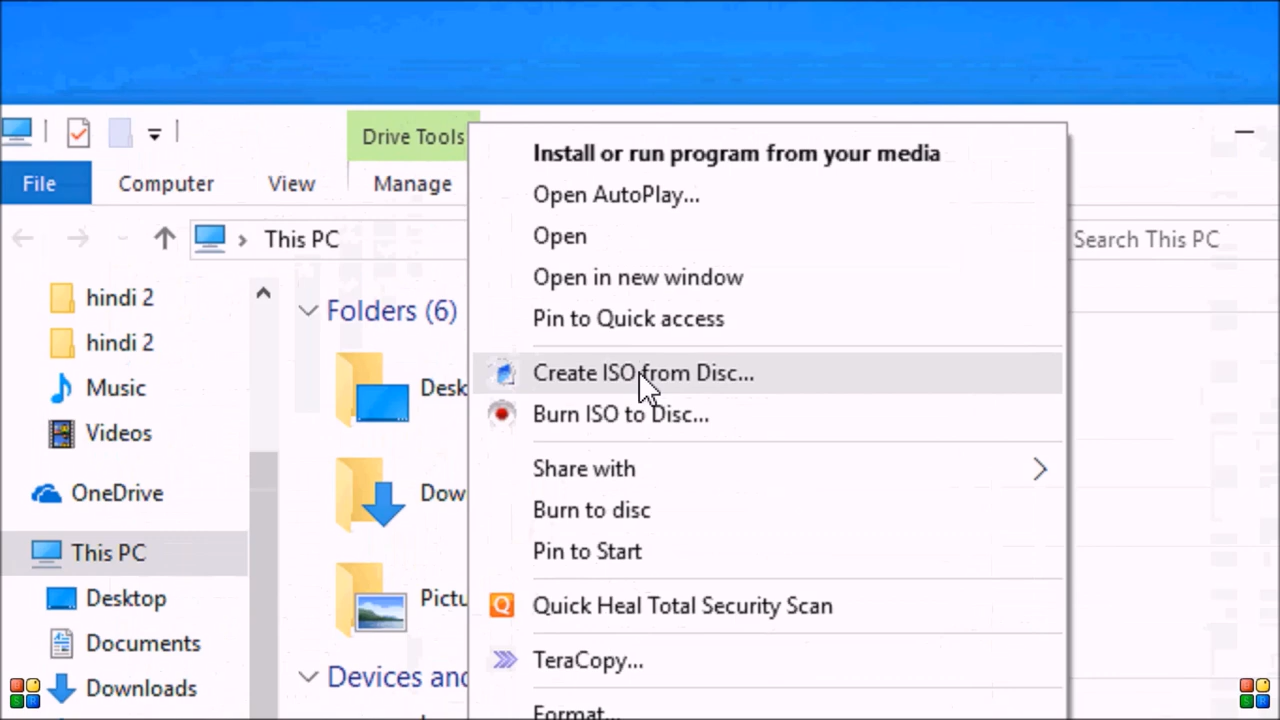 Drive Tools
File
Computer
View
Manage
This PC
Search This PC
hindi 2
hindi 2
Music
Videos
OneDrive
This PC
Desktop
Documents
Downloads
Folders (6)
Desk
Dow
Pictu
Devices and
Install or run program from your media
Open AutoPlay...
Open
Open in new window
Pin to Quick access
Create ISO from Disc...
Burn ISO to Disc...
Share with
Burn to disc
Pin to Start
Quick Heal Total Security Scan
TeraCopy...
Format...